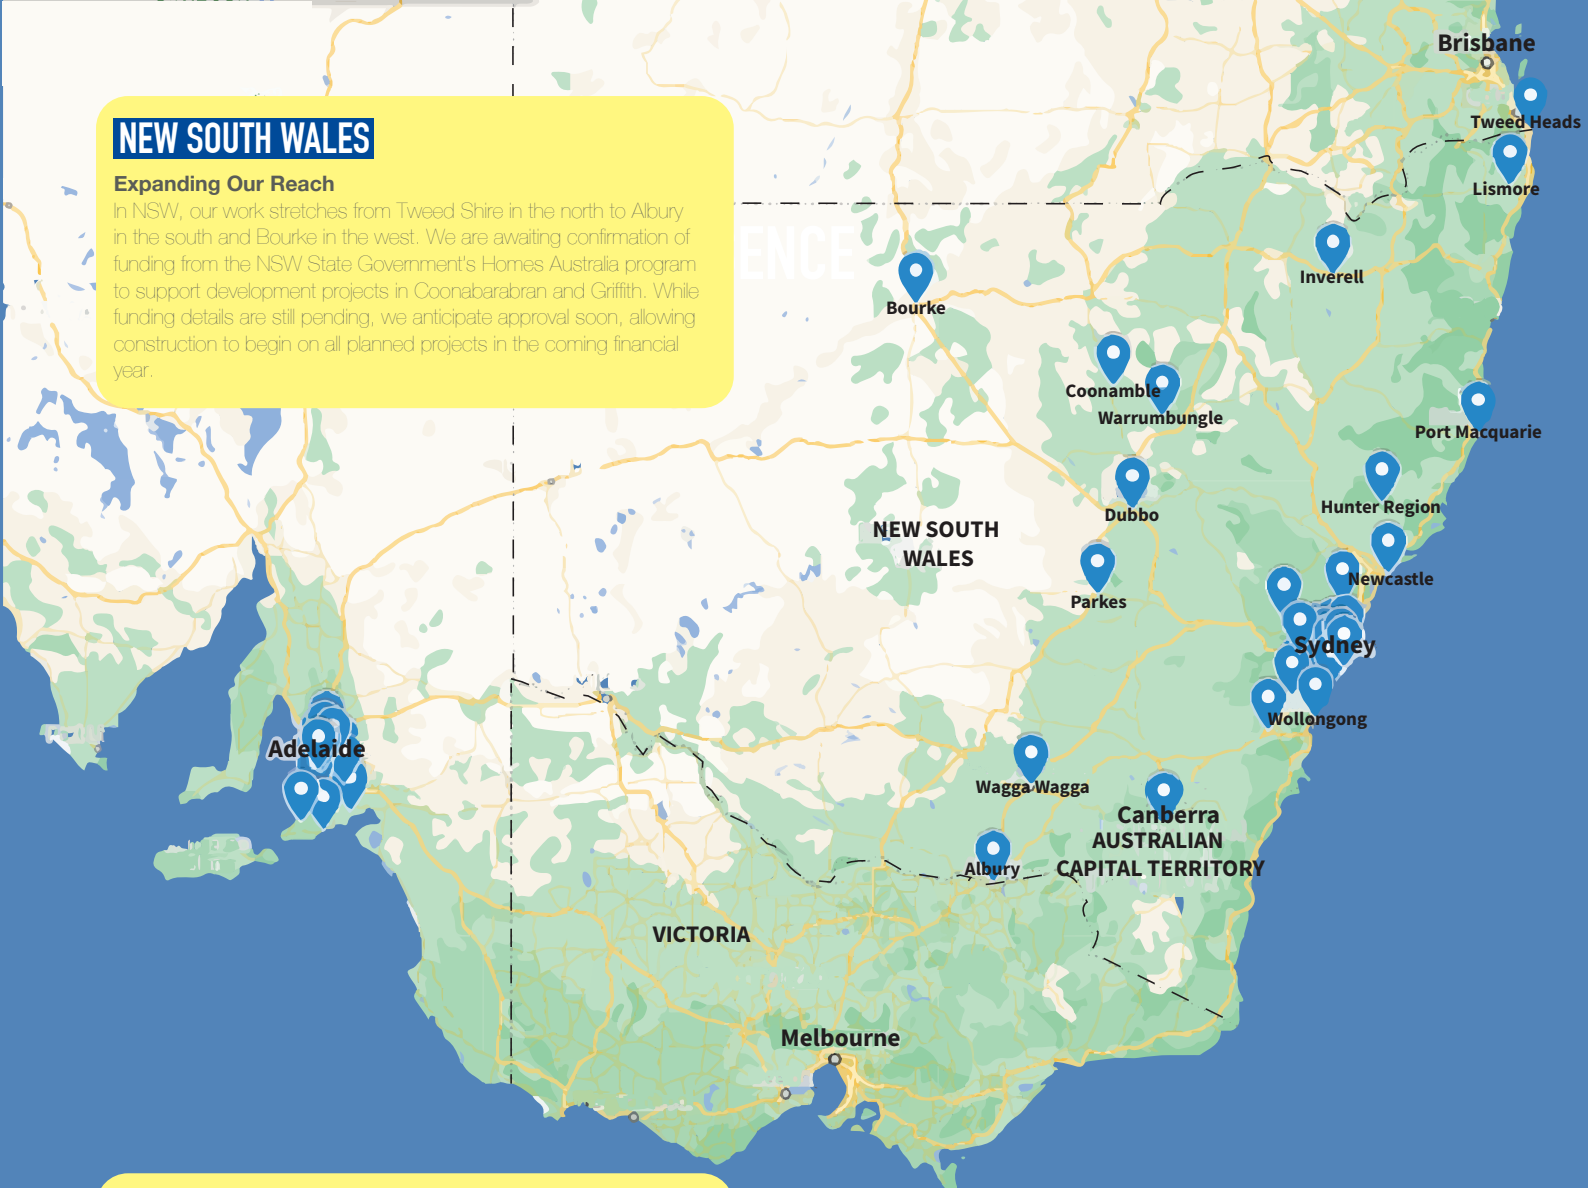 Brisbane
Tweed Heads
Lismore
NEW SOUTH WALES
Expanding Our Reach
In NSW, our work stretches from Tweed Shire in the north to Albury
in the south and Bourke in the west. We are awaiting confirmation of
funding from the NSW State Government's Homes Australia program
to support development projects in Coonabarabran and Griffith. While
funding details are still pending, we anticipate approval soon, allowing
construction to begin on all planned projects in the coming financial
year.
ENCE
Inverell
Bourke
Coonamble
Warrumbungle
Port Macquarie
Hunter Region
Dubbo
NEW SOUTH
WALES
Newcastle
Parkes
Sydney
Wollongong
Adelaide
Wagga Wagga
Canberra
AUSTRALIAN
CAPITAL TERRITORY
Albury
VICTORIA
Melbourne